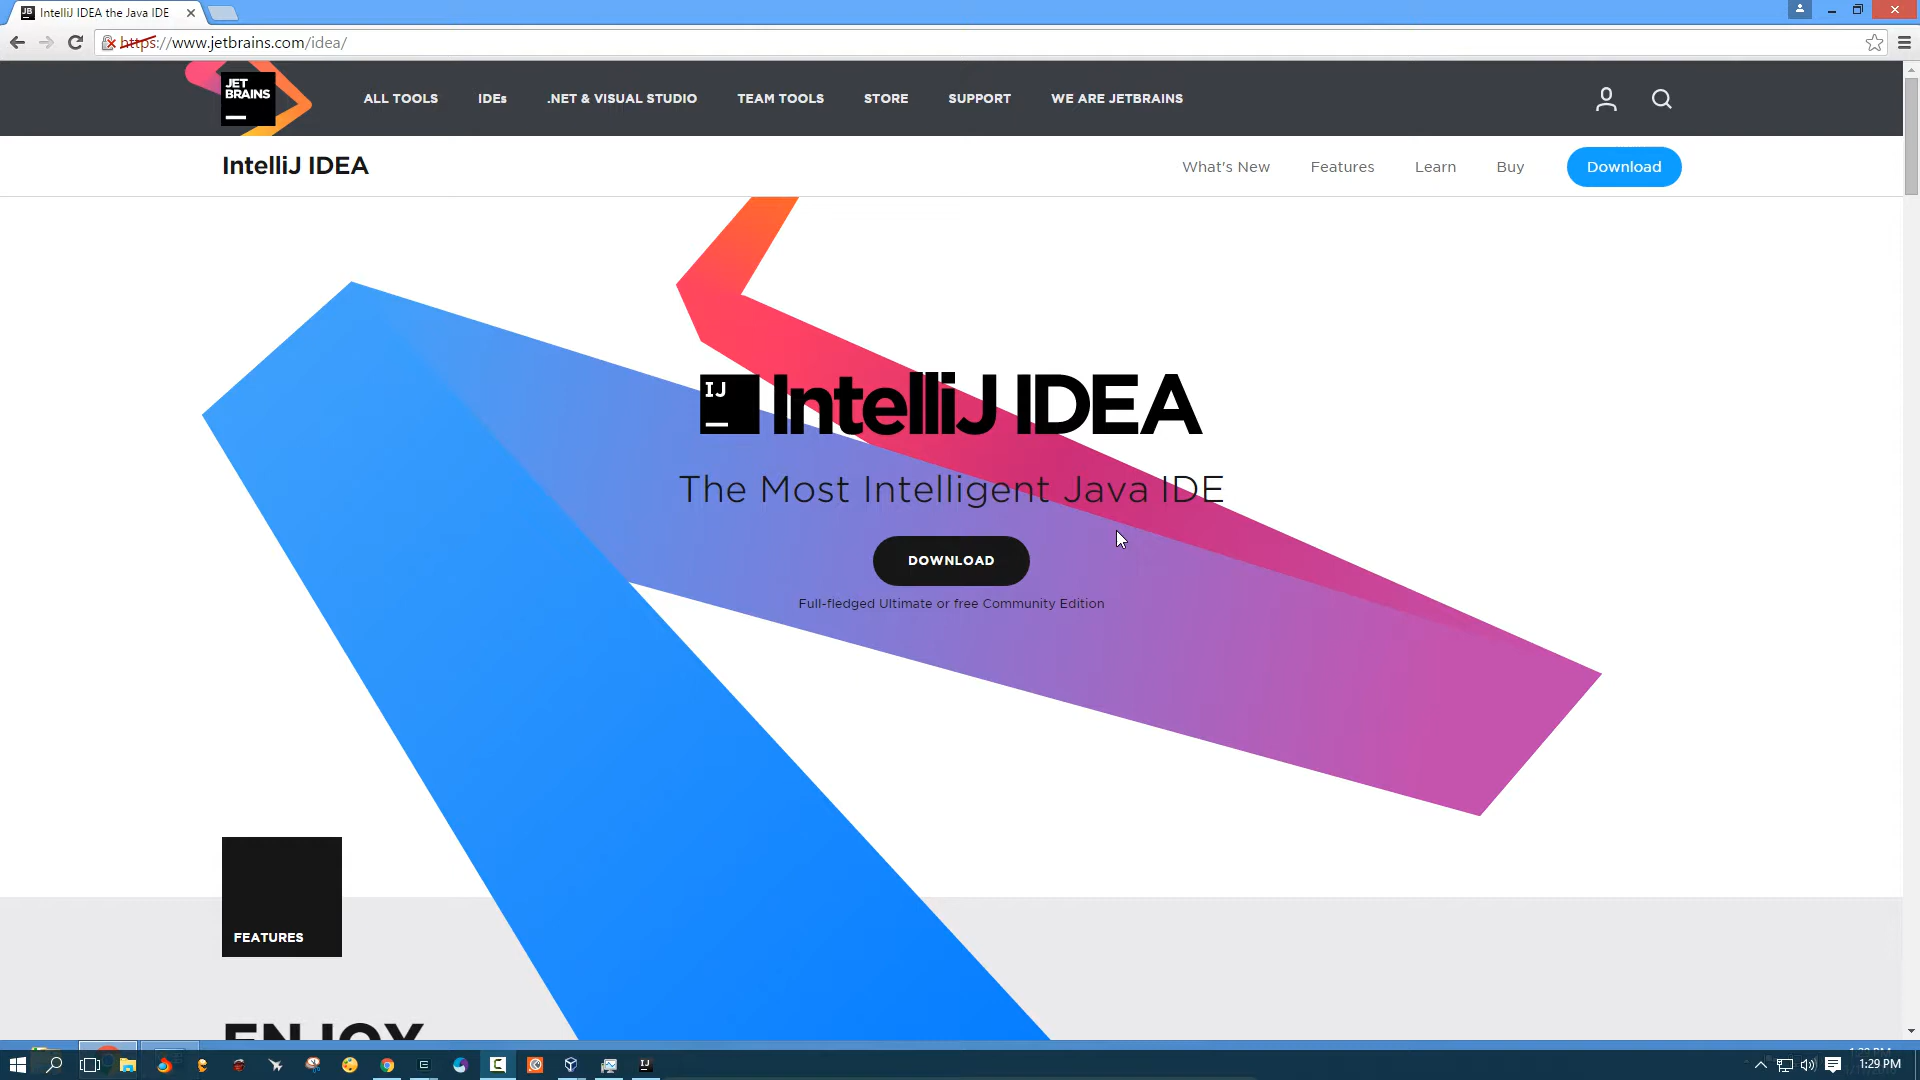 IntelliJ IDEA the Java IDE
https://www.jetbrains.com/idea/
JET
BRAINS
ALL TOOLS IDEs .NET & VISUAL STUDIO TEAM TOOLS STORE SUPPORT WE ARE JETBRAINS
IntelliJ IDEA
What's New Features Learn Buy Download
IJ IntelliJ IDEA
The Most Intelligent Java IDE
DOWNLOAD
Full-fledged Ultimate or free Community Edition
FEATURES
ENJOY
1:29 PM